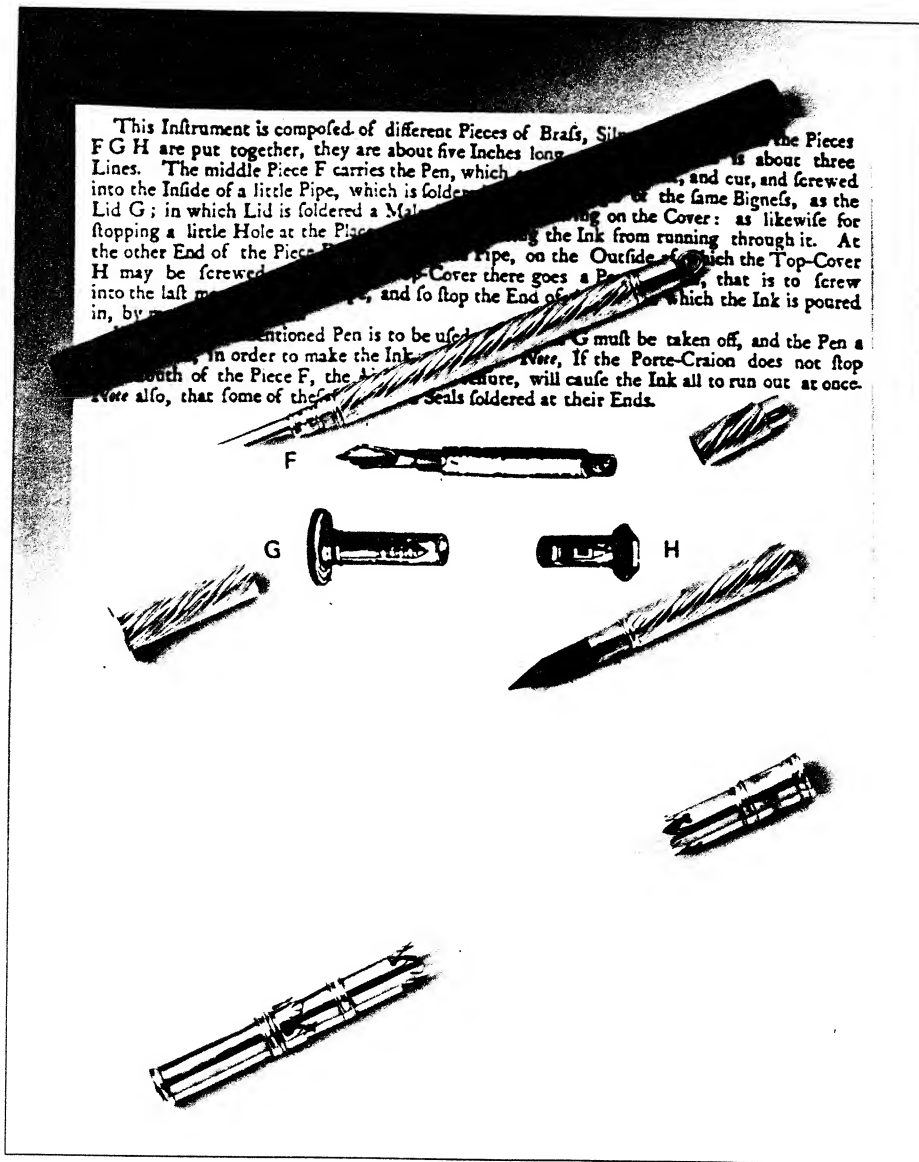 This Inſtrument is compoſed of different Pieces of Braſs, the Pieces
F G H are put together, they are about five Inches long is about three
Lines. The middle Piece F carries the Pen, which and cut, and ſcrewed
into the Inſide of a little Pipe, which is of the ſame Bigneſs, as the
Lid G ; in which Lid is ſoldered a on the Cover: as likewiſe for
ſtopping a little Hole at the the Ink from running through it. At
the other End of the Piece Pipe, on the Outſide of which the Top-Cover
H may be ſcrewed Cover there goes a that is to ſcrew
into the laſt and ſo ſtop the End of which the Ink is poured
in, by
Pen is to be G muſt be taken off, and the Pen a
in order to make the Ink Note, If the Porte-Craion does not ſtop
of the Piece F, the will cauſe the Ink all to run out at once.
Note alſo, that ſome of Seals ſoldered at their Ends.
F
G H